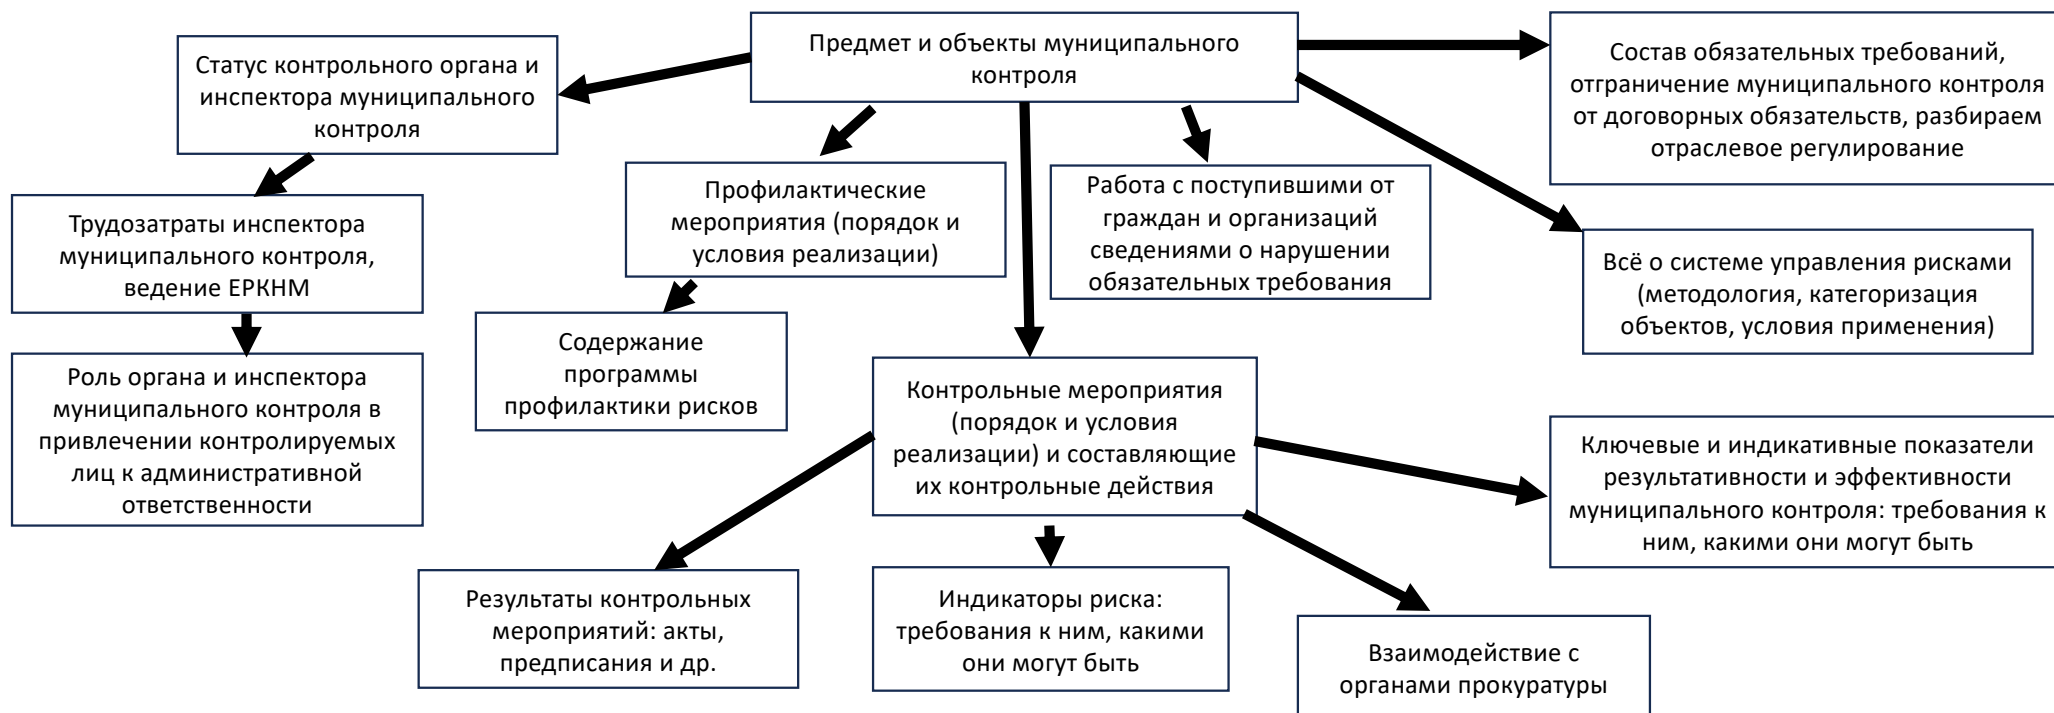 Предмет и объекты муниципального
контроля
Статус контрольного органа и
инспектора муниципального
контроля
Состав обязательных требований,
отграничение муниципального контроля
от договорных обязательств, разбираем
отраслевое регулирование
Трудозатраты инспектора
муниципального контроля,
ведение ЕРКНМ
Профилактические
мероприятия (порядок и
условия реализации)
Работа с поступившими от
граждан и организаций
сведениями о нарушении
обязательных требования
Всё о системе управления рисками
(методология, категоризация
объектов, условия применения)
Роль органа и инспектора
муниципального контроля в
привлечении контролируемых
лиц к административной
ответственности
Содержание
программы
профилактики рисков
Контрольные мероприятия
(порядок и условия
реализации) и составляющие
их контрольные действия
Ключевые и индикативные показатели
результативности и эффективности
муниципального контроля: требования к
ним, какими они могут быть
Результаты контрольных
мероприятий: акты,
предписания и др.
Индикаторы риска:
требования к ним, какими
они могут быть
Взаимодействие с
органами прокуратуры